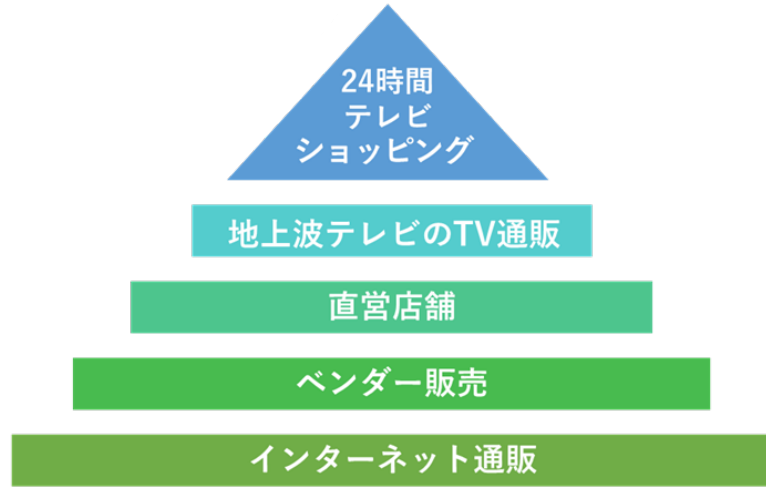 24時間
テレビ
ショッピング
地上波テレビのTV通販
直営店舗
ベンダー販売
インターネット通販